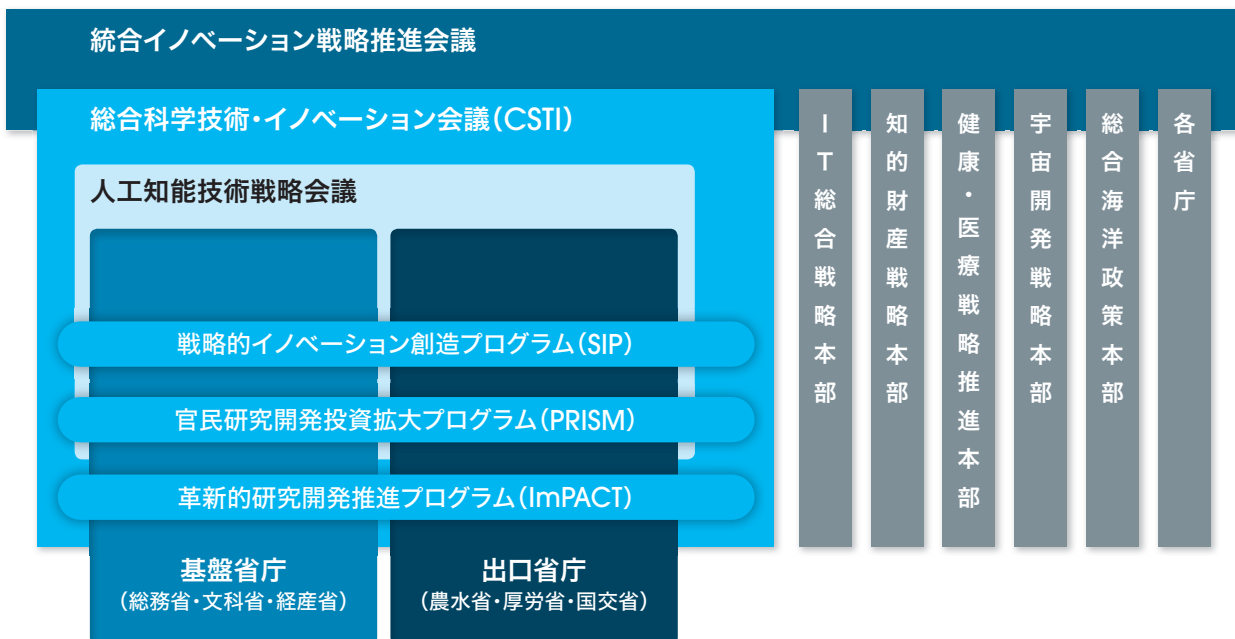 統合イノベーション戦略推進会議
総合科学技術・イノベーション会議（CSTI）
人工知能技術戦略会議
戦略的イノベーション創造プログラム（SIP）
官民研究開発投資拡大プログラム（PRISM）
革新的研究開発推進プログラム（ImPACT）
基盤省庁
（総務省・文科省・経産省）
出口省庁
（農水省・厚労省・国交省）
IT総合戦略本部
知的財産戦略本部
健康・医療戦略推進本部
宇宙開発戦略本部
総合海洋政策本部
各省庁